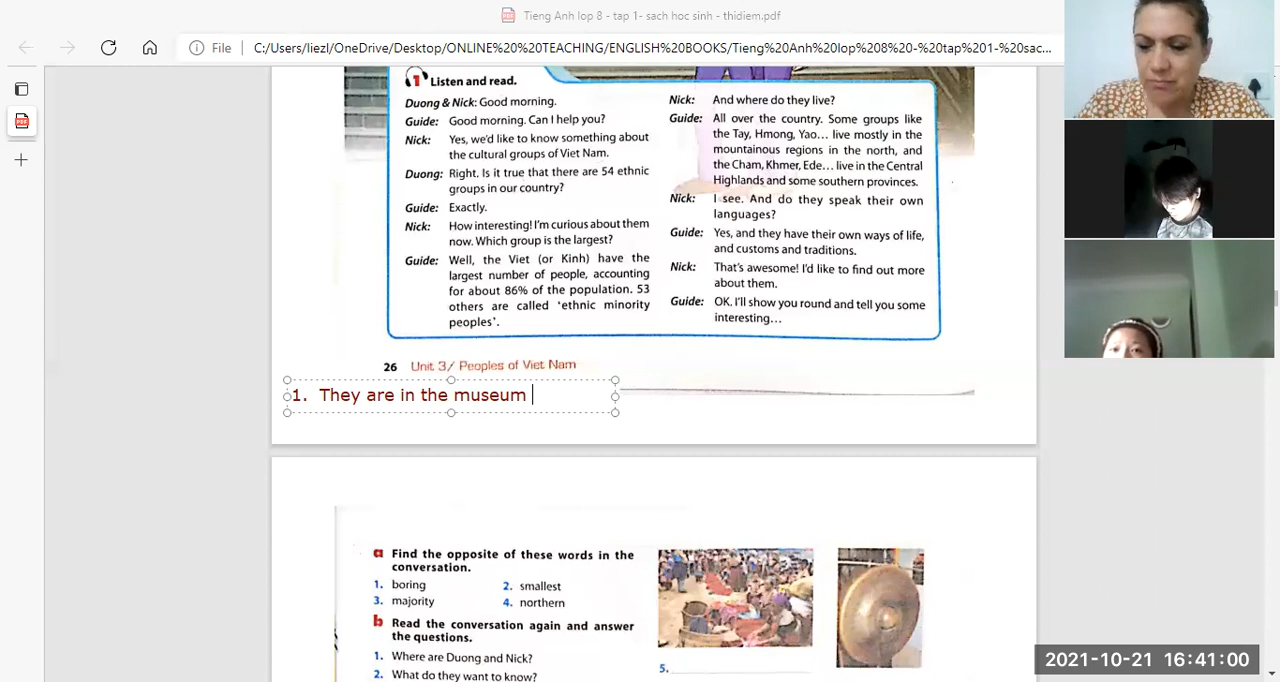 Tieng Anh lop 8 - tap 1- sach hoc sinh - thidiem.pdf
File
C:/Users/liezl/OneDrive/Desktop/ONLINE%20%20TEACHING/ENGLISH%20BOOKS/Tieng%20Anh%20lop%208%20-%20tap%201-%20sac...
1 Listen and read.
Duong & Nick: Good morning.
Guide: Good morning. Can I help you?
Nick: Yes, we'd like to know something about
the cultural groups of Viet Nam.
Duong: Right. Is it true that there are 54 ethnic
groups in our country?
Guide: Exactly.
Nick: How interesting! I'm curious about them
now. Which group is the largest?
Guide: Well, the Viet (or Kinh) have the
largest number of people, accounting
for about 86% of the population. 53
others are called 'ethnic minority
peoples'.
Nick: And where do they live?
Guide: All over the country. Some groups like
the Tay, Hmong, Yao... live mostly in the
mountainous regions in the north, and
the Cham, Khmer, Ede... live in the Central
Highlands and some southern provinces.
Nick: I see. And do they speak their own
languages?
Guide: Yes, and they have their own ways of life,
and customs and traditions.
Nick: That's awesome! I'd like to find out more
about them.
Guide: OK. I'll show you round and tell you some
interesting...
26 Unit 3/ Peoples of Viet Nam
1. They are in the museum
a Find the opposite of these words in the
conversation.
1. boring 2. smallest
3. majority 4. northern
b Read the conversation again and answer
the questions.
1. Where are Duong and Nick?
2. What do they want to know?
5.
2021-10-21 16:41:00